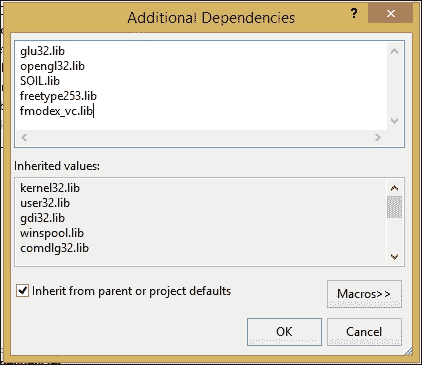 Additional Dependencies
?
glu32.lib
opengl32.lib
SOIL.lib
freetype253.lib
fmodex_vc.lib
Inherited values:
kernel32.lib
user32.lib
gdi32.lib
winspool.lib
comdlg32.lib
Inherit from parent or project defaults
Macros>>
OK
Cancel